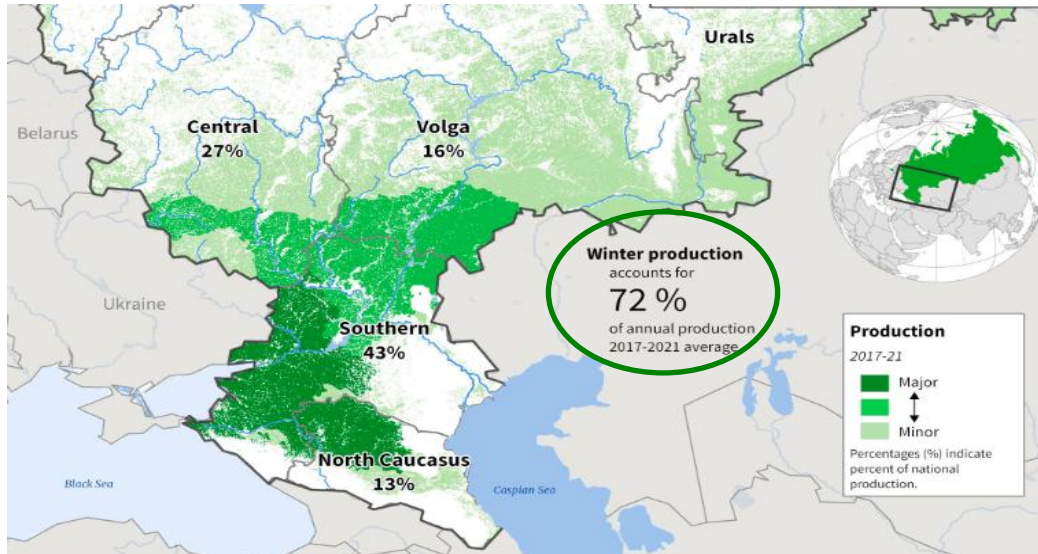 Urals
Belarus
Central
27%
Volga
16%
Winter production
accounts for
72 %
of annual production
2017-2021 average
Ukraine
Southern
43%
Production
2017-21
Major
Minor
Percentages (%) indicate
percent of national
production.
North Caucasus
13%
Black Sea
Caspian Sea